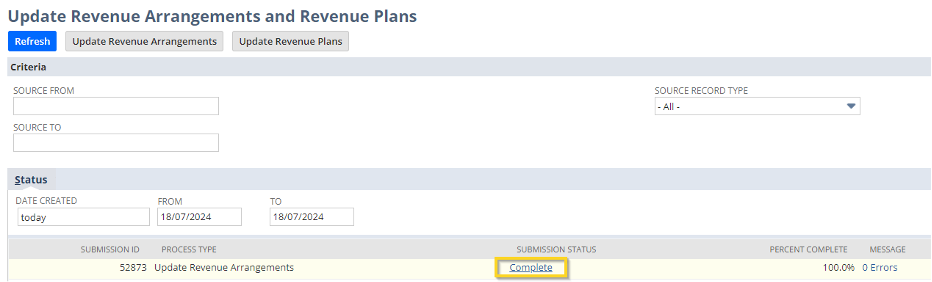 Update Revenue Arrangements and Revenue Plans
Refresh Update Revenue Arrangements Update Revenue Plans
Criteria
SOURCE FROM SOURCE RECORD TYPE
- All -
SOURCE TO
Status
DATE CREATED FROM TO
today 18/07/2024 18/07/2024
SUBMISSION ID PROCESS TYPE SUBMISSION STATUS PERCENT COMPLETE MESSAGE
52873 Update Revenue Arrangements Complete 100.0% 0 Errors